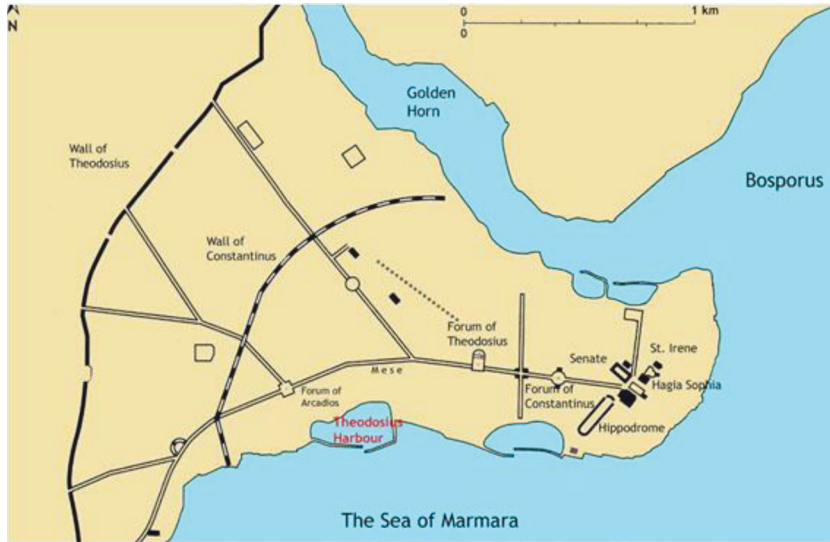 N
0
1 km
0
Golden
Horn
Wall of
Theodosius
Bosporus
Wall of
Constantinus
Forum of
Theodosius
Senate
St. Irene
Mese
Forum of
Arcadios
Forum of
Constantinus
Hagia Sophia
Theodosius
Harbour
Hippodrome
The Sea of Marmara